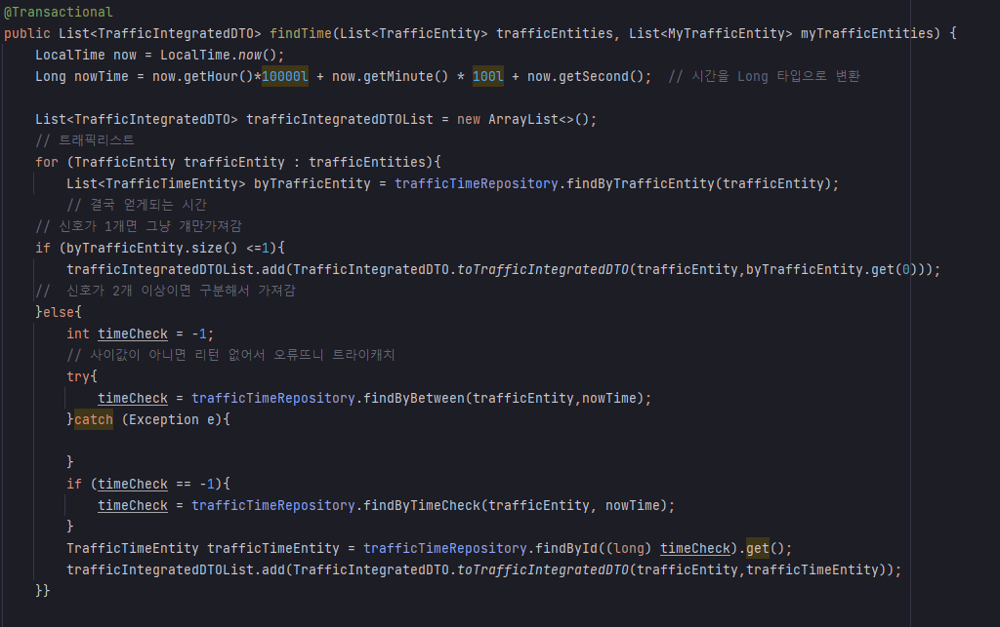 @Transactional
public List<TrafficIntegratedDTO> findTime(List<TrafficEntity> trafficEntities, List<MyTrafficEntity> myTrafficEntities) {
    LocalTime now = LocalTime.now();
    Long nowTime = now.getHour()*10000l + now.getMinute() * 100l + now.getSecond();  // 시간을 Long 타입으로 변환

    List<TrafficIntegratedDTO> trafficIntegratedDTOList = new ArrayList<>();
    // 트래픽리스트
    for (TrafficEntity trafficEntity : trafficEntities){
        List<TrafficTimeEntity> byTrafficEntity = trafficTimeRepository.findByTrafficEntity(trafficEntity);
        // 결국 얻게되는 시간
    // 신호가 1개면 그냥 걔만가져감
    if (byTrafficEntity.size() <=1){
        trafficIntegratedDTOList.add(TrafficIntegratedDTO.toTrafficIntegratedDTO(trafficEntity,byTrafficEntity.get(0)));
    //  신호가 2개 이상이면 구분해서 가져감
    }else{
        int timeCheck = -1;
        // 사이값이 아니면 리턴 없어서 오류뜨니 트라이캐치
        try{
            timeCheck = trafficTimeRepository.findByBetween(trafficEntity,nowTime);
        }catch (Exception e){

        }
        if (timeCheck == -1){
            timeCheck = trafficTimeRepository.findByTimeCheck(trafficEntity, nowTime);
        }
        TrafficTimeEntity trafficTimeEntity = trafficTimeRepository.findById((long) timeCheck).get();
        trafficIntegratedDTOList.add(TrafficIntegratedDTO.toTrafficIntegratedDTO(trafficEntity,trafficTimeEntity));
    }}